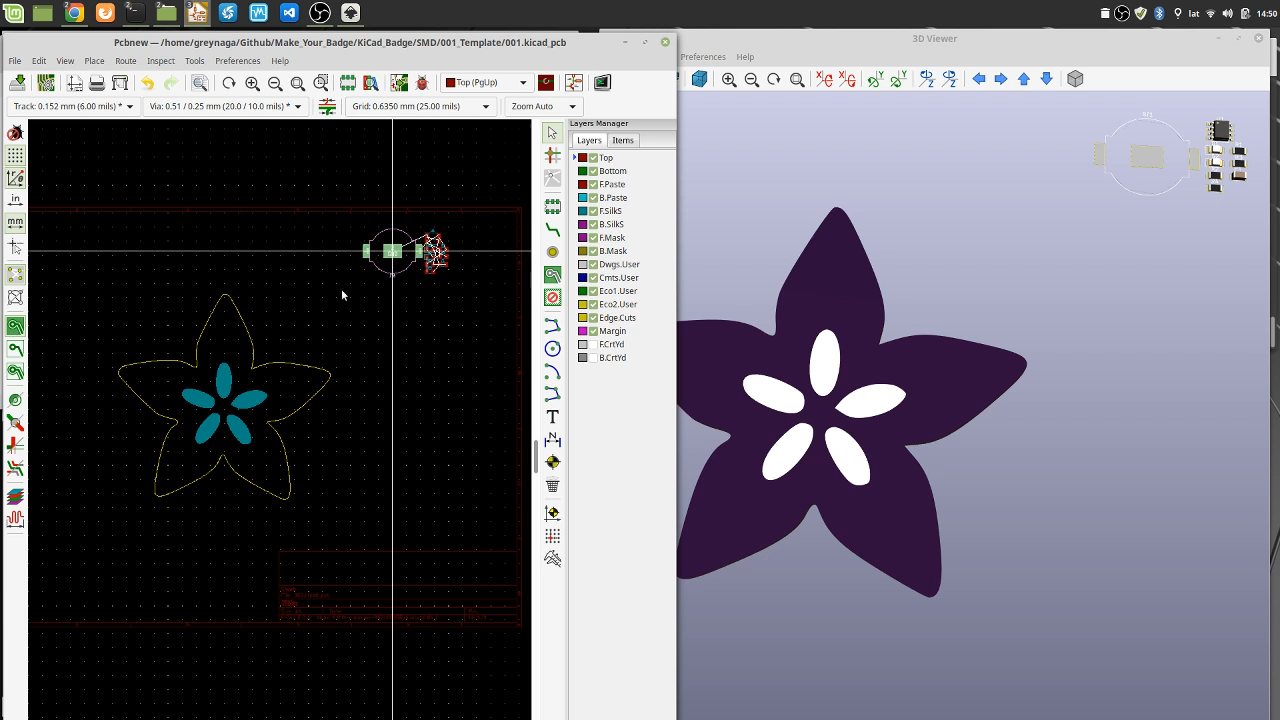 2
3
lat
14:50
Pcbnew — /home/greynaga/Github/Make_Your_Badge/KiCad_Badge/SMD/001_Template/001.kicad_pcb
3D Viewer
File Edit View Place Route Inspect Tools Preferences Help
Preferences Help
Top (PgUp)
Track: 0.152 mm (6.00 mils) *
Via: 0.51 / 0.25 mm (20.0 / 10.0 mils) *
Grid: 0.6350 mm (25.00 mils)
Zoom Auto
Layers Manager
Layers Items
in
mm
Top
Bottom
F.Paste
B.Paste
F.SilkS
B.SilkS
F.Mask
B.Mask
Dwgs.User
Cmts.User
Eco1.User
Eco2.User
Edge.Cuts
Margin
F.CrtYd
B.CrtYd
T
N